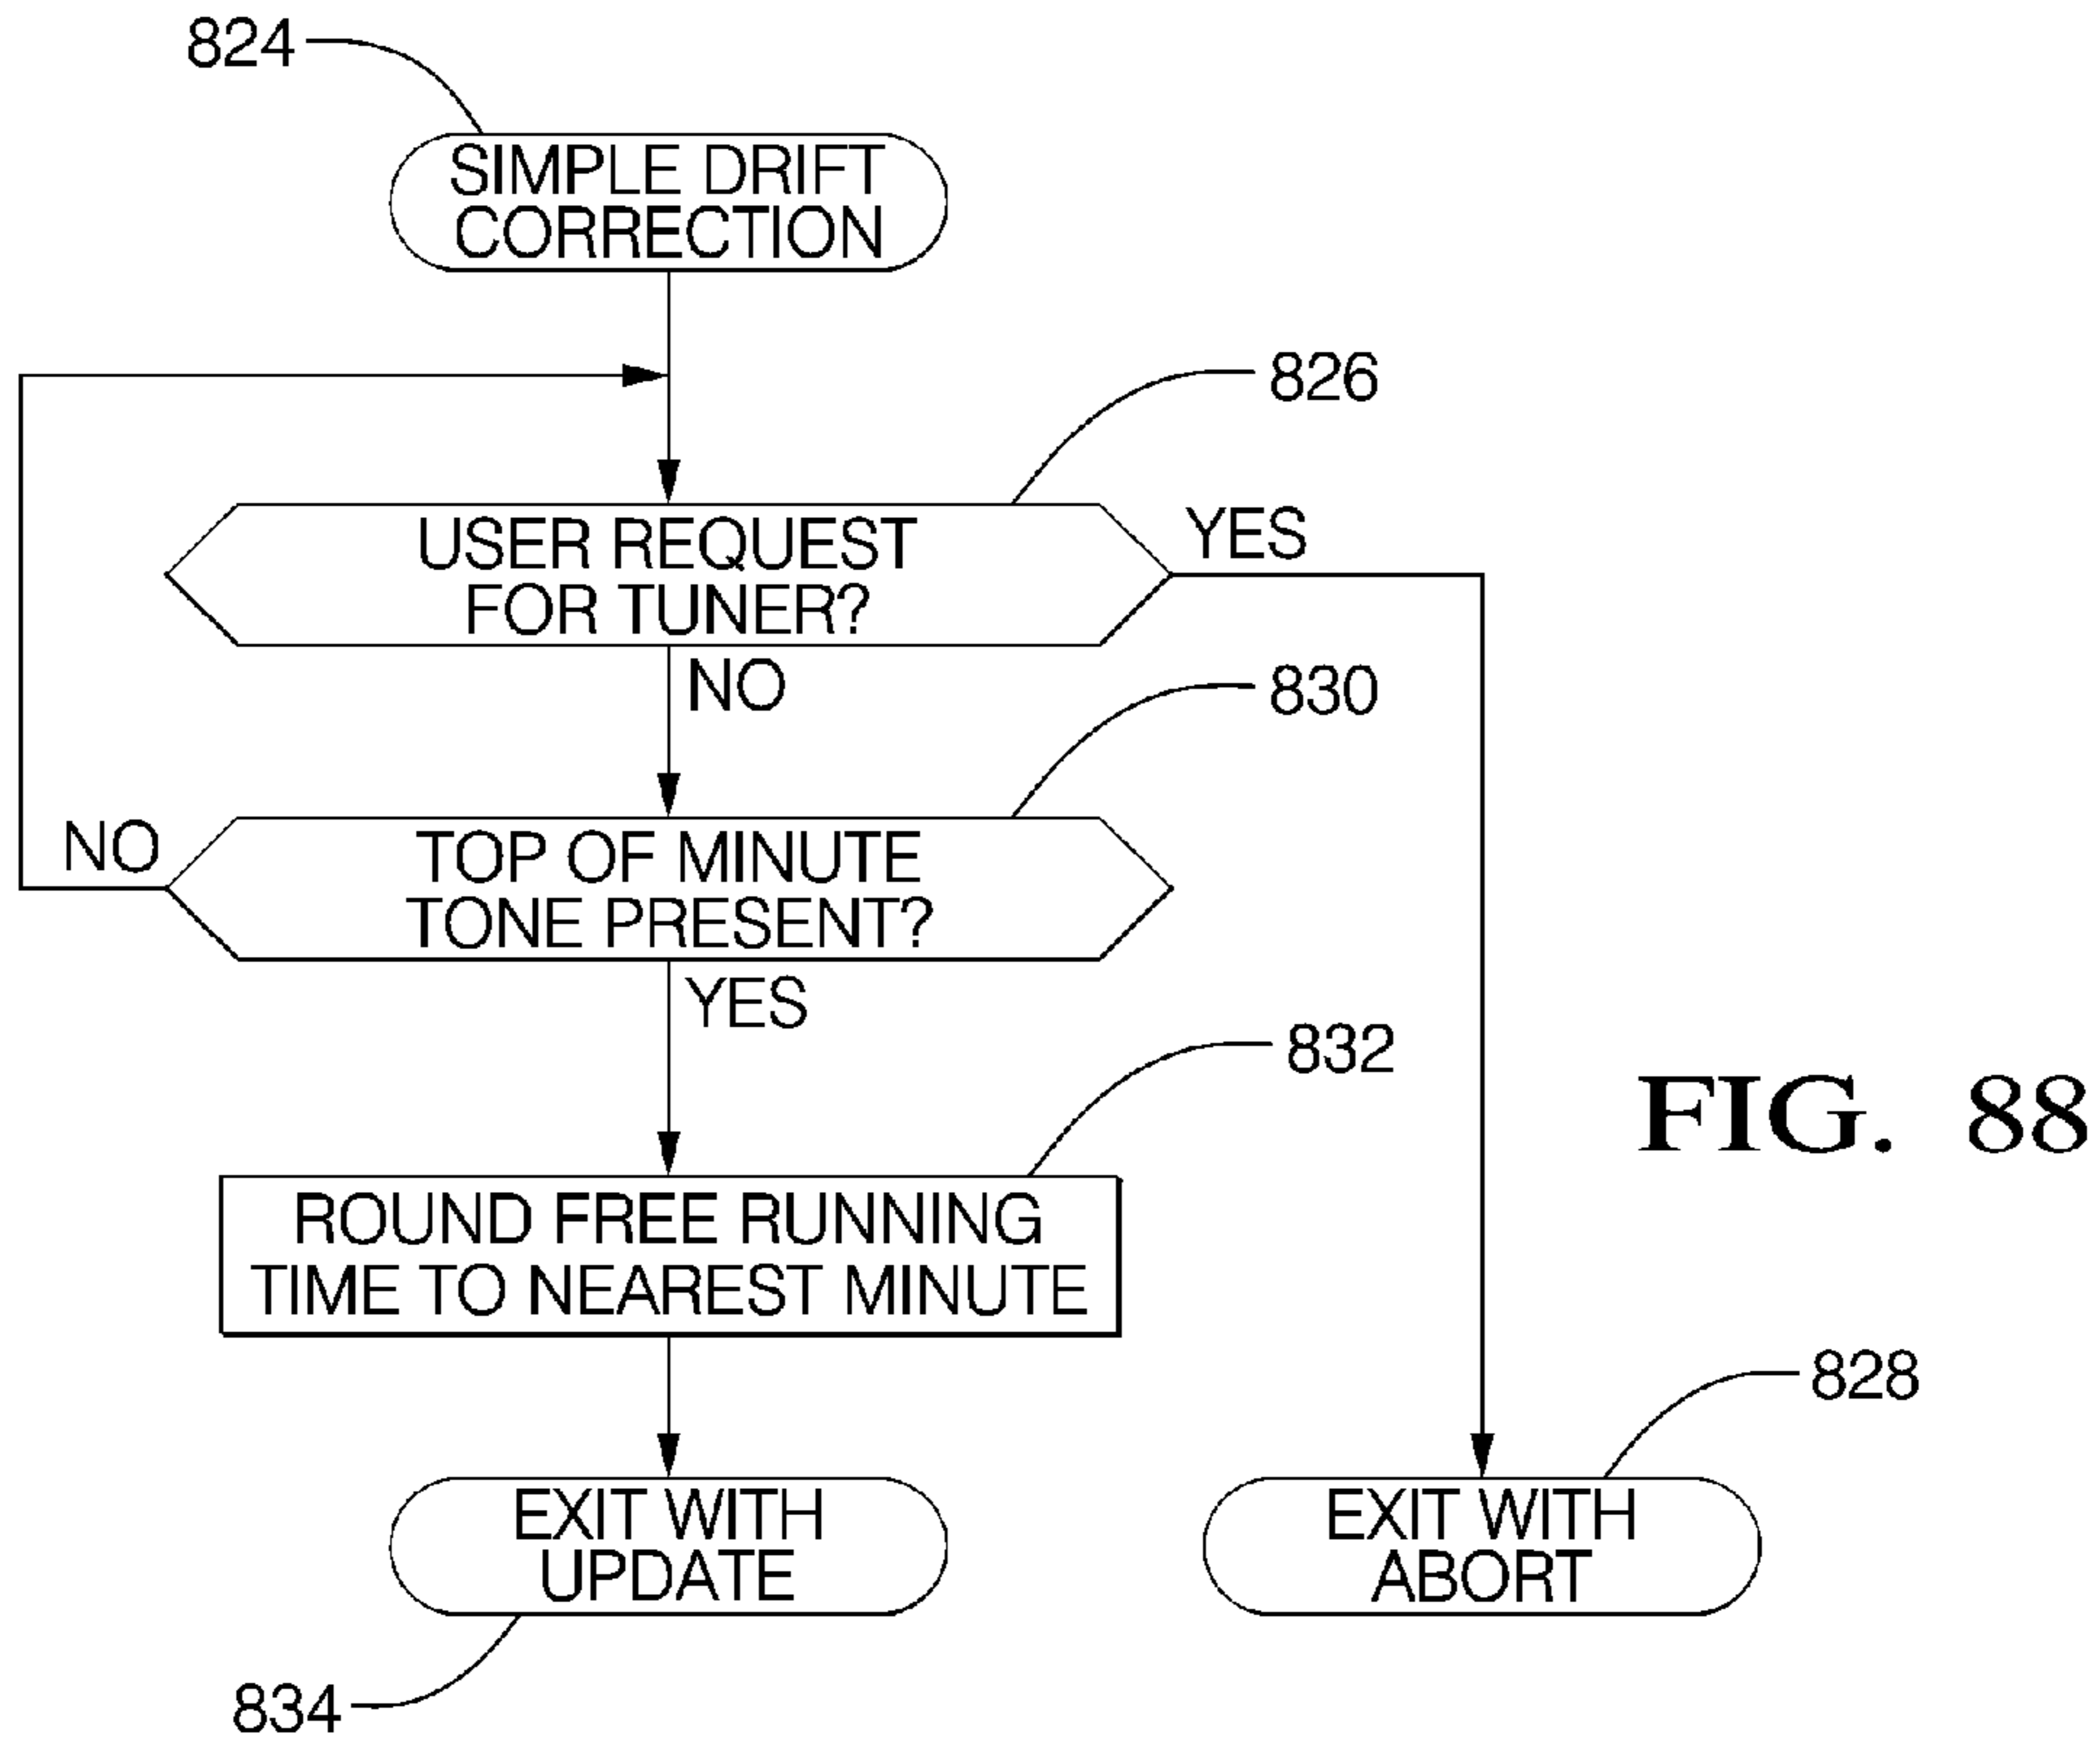 824
SIMPLE DRIFT
CORRECTION
826
USER REQUEST
FOR TUNER?
YES
NO
830
TOP OF MINUTE
TONE PRESENT?
NO
YES
832
ROUND FREE RUNNING
TIME TO NEAREST MINUTE
FIG. 88
828
EXIT WITH
UPDATE
EXIT WITH
ABORT
834